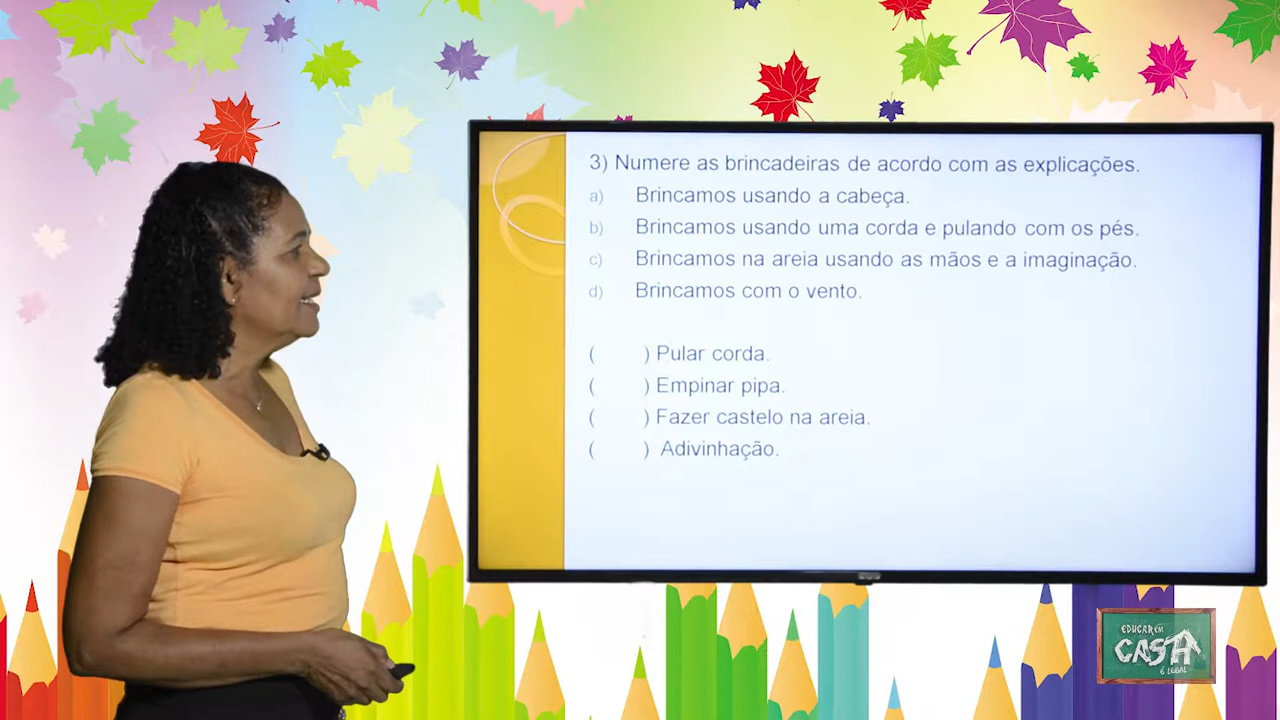 3) Numere as brincadeiras de acordo com as explicações.
a) Brincamos usando a cabeça.
b) Brincamos usando uma corda e pulando com os pés.
c) Brincamos na areia usando as mãos e a imaginação.
d) Brincamos com o vento.
( ) Pular corda.
( ) Empinar pipa.
( ) Fazer castelo na areia.
( ) Adivinhação.
EDUCAR EM
CASA
É LEGAL